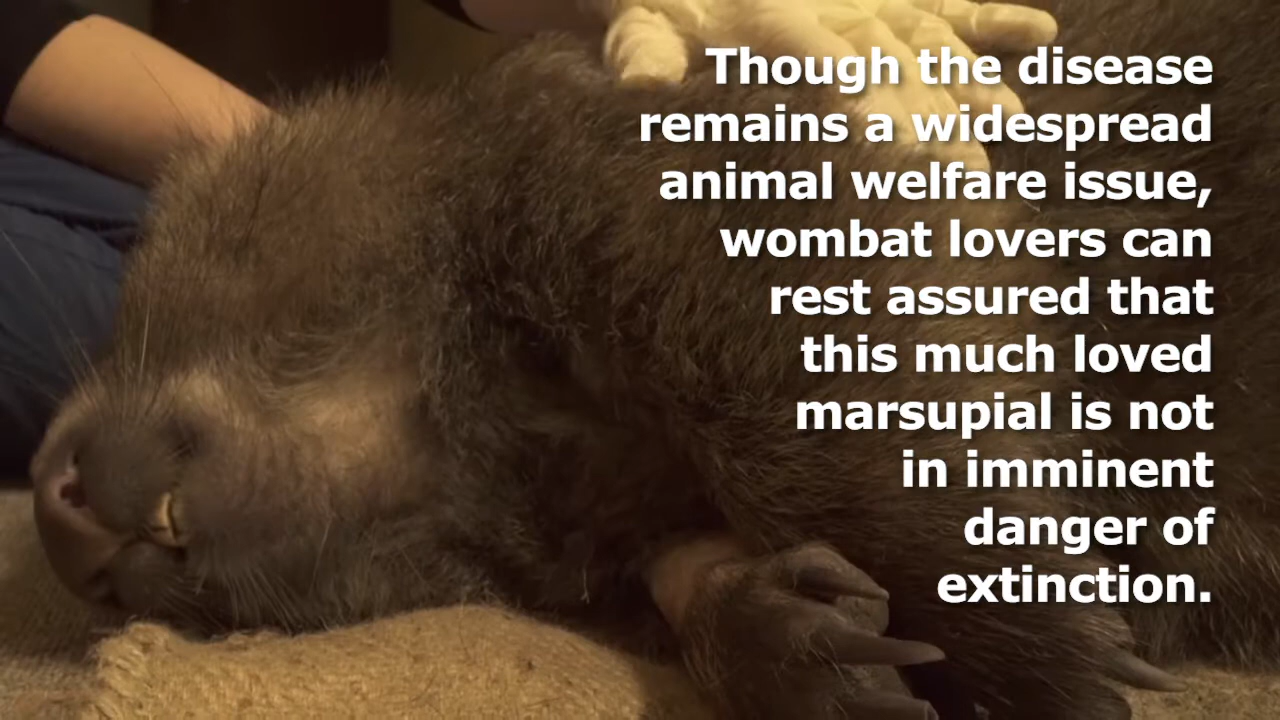 Though the disease
remains a widespread
animal welfare issue,
wombat lovers can
rest assured that
this much loved
marsupial is not
in imminent
danger of
extinction.